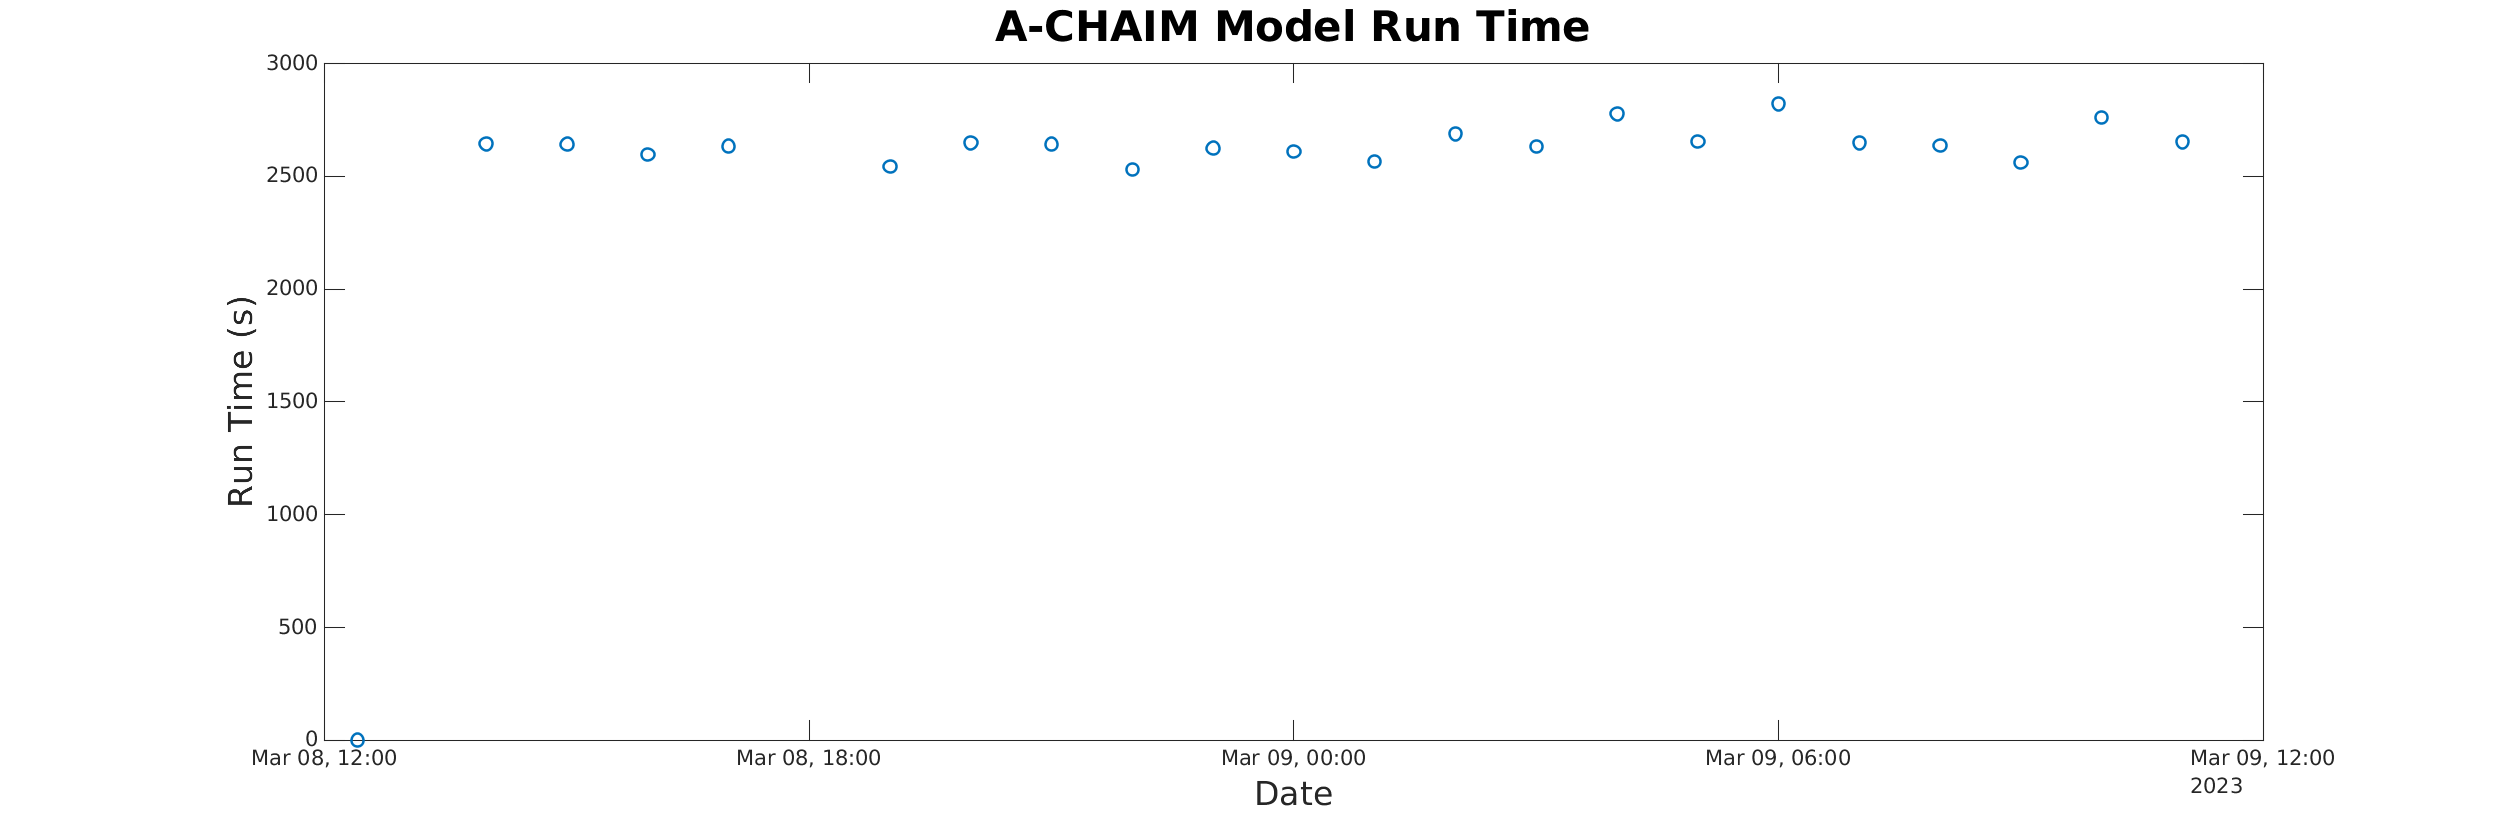 A-CHAIM Model Run Time
3000
2500
2000
1500
1000
500
0
Run Time (s)
Mar 08, 12:00
Mar 08, 18:00
Mar 09, 00:00
Mar 09, 06:00
Mar 09, 12:00
2023
Date